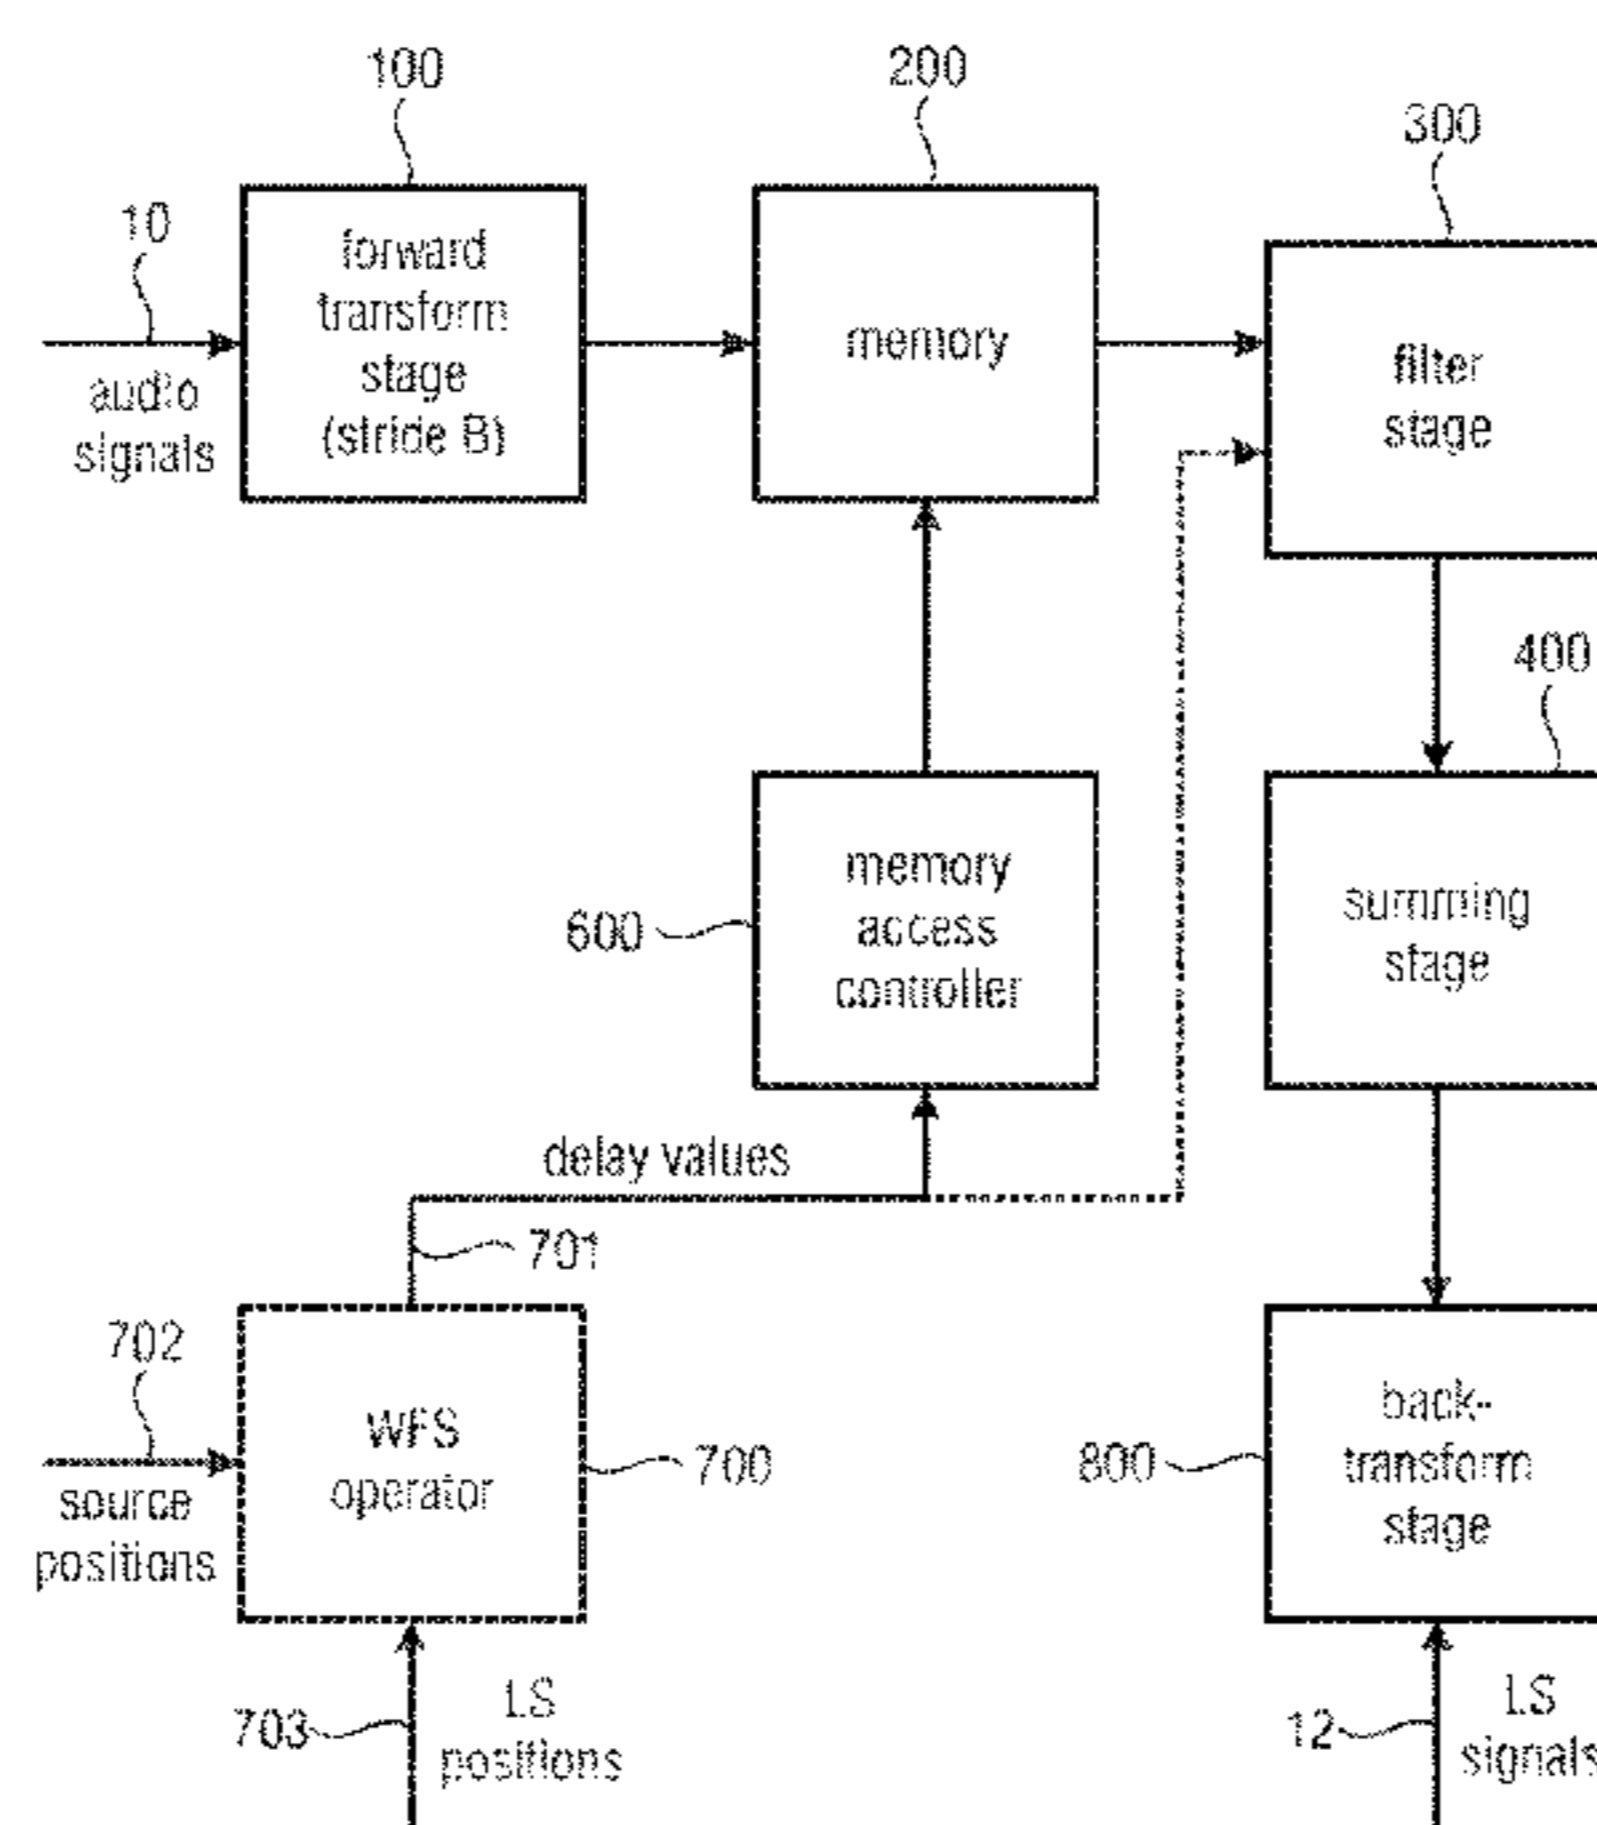 100
200
300
10
forward
transform
stage
(stride B)
memory
filter
stage
audio
signals
400
600
memory
access
controller
summing
stage
delay values
701
702
WFS
operator
700
800
back-
transform
stage
source
positions
703
LS
positions
12
LS
signals